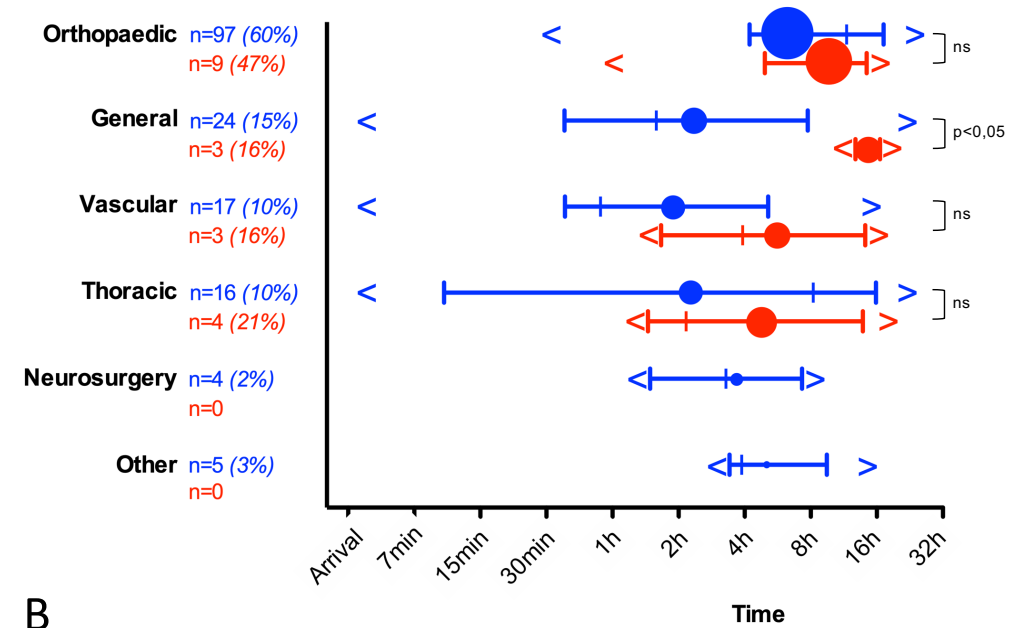 Orthopaedic n=97 (60%)
n=9 (47%)
ns
General n=24 (15%)
n=3 (16%)
p<0,05
Vascular n=17 (10%)
n=3 (16%)
ns
Thoracic n=16 (10%)
n=4 (21%)
ns
Neurosurgery n=4 (2%)
n=0
Other n=5 (3%)
n=0
Arrival 7min 15min 30min 1h 2h 4h 8h 16h 32h
Time
B